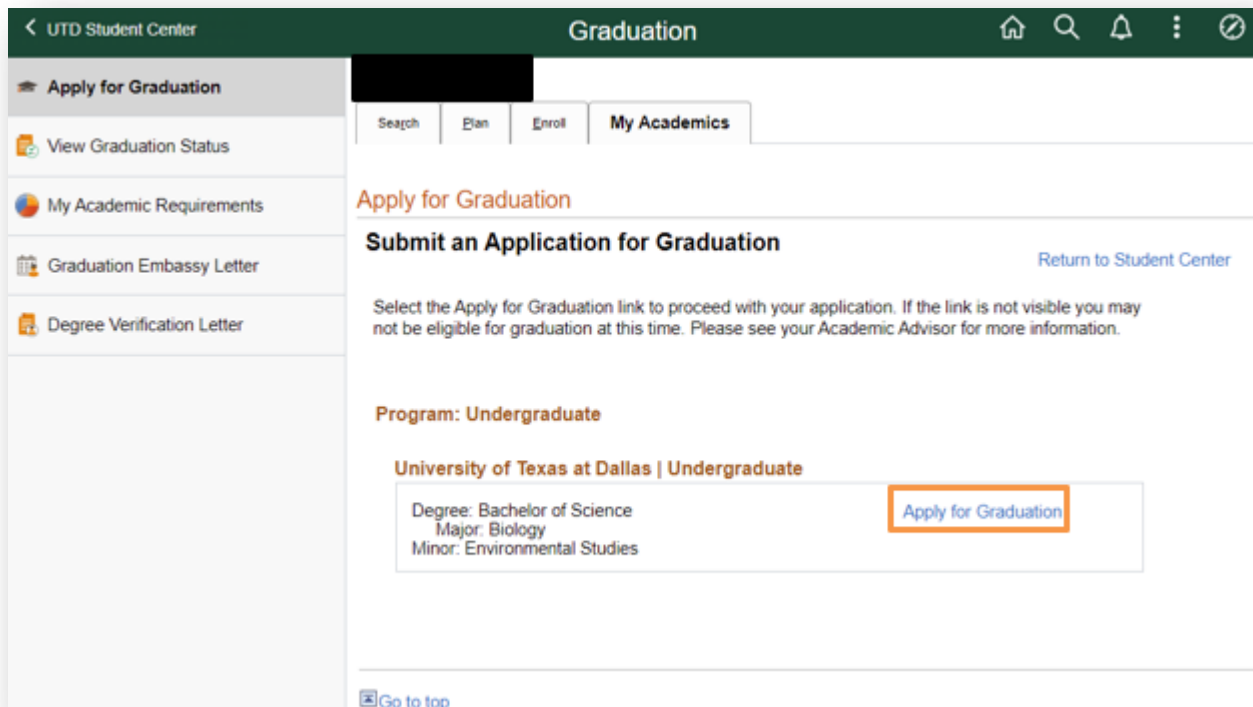 UTD Student Center
Graduation
Apply for Graduation
View Graduation Status
My Academic Requirements
Graduation Embassy Letter
Degree Verification Letter
Search
Plan
Enroll
My Academics
Apply for Graduation
Submit an Application for Graduation
Return to Student Center
Select the Apply for Graduation link to proceed with your application. If the link is not visible you may
not be eligible for graduation at this time. Please see your Academic Advisor for more information.
Program: Undergraduate
University of Texas at Dallas | Undergraduate
Degree: Bachelor of Science
Major: Biology
Minor: Environmental Studies
Apply for Graduation
Go to top